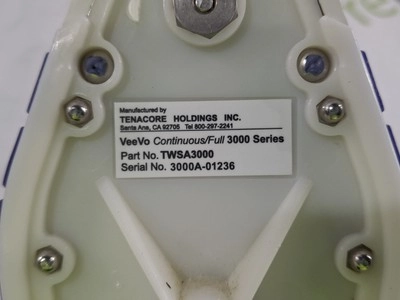 Manufactured by
TENACORE HOLDINGS INC.
Santa Ana, CA 92705 Tel 800-297-2241
VeeVo Continuous/Full 3000 Series
Part No. TWSA3000
Serial No. 3000A-01236